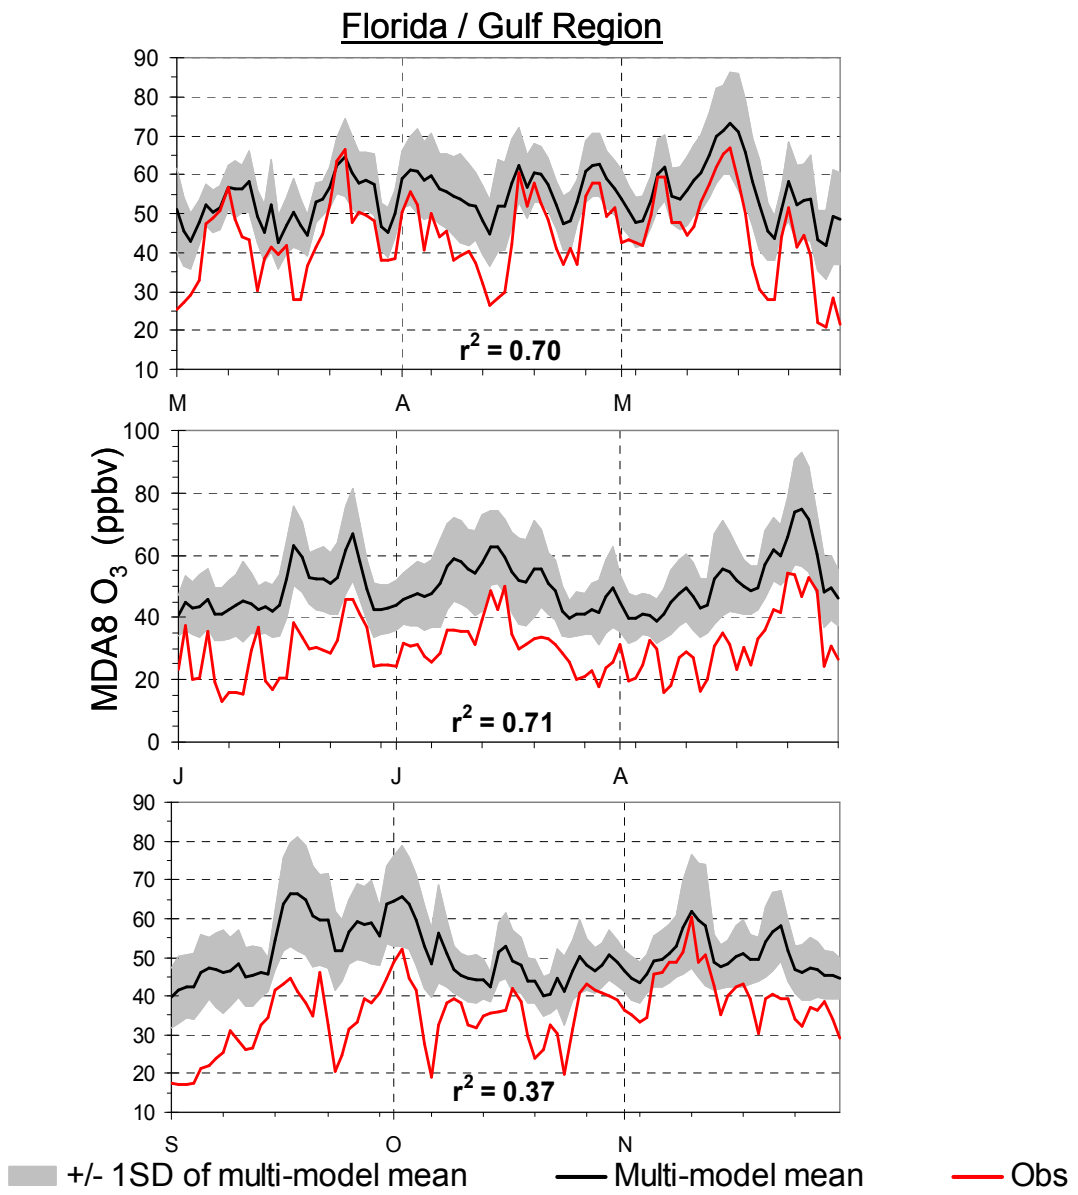 Florida / Gulf Region
MDA8 O3 (ppbv)
90
80
70
60
50
40
30
20
10
r2 = 0.70
M A M
100
80
60
40
20
0
r2 = 0.71
J J A
90
80
70
60
50
40
30
20
10
r2 = 0.37
S O N
+/- 1SD of multi-model mean Multi-model mean Obs